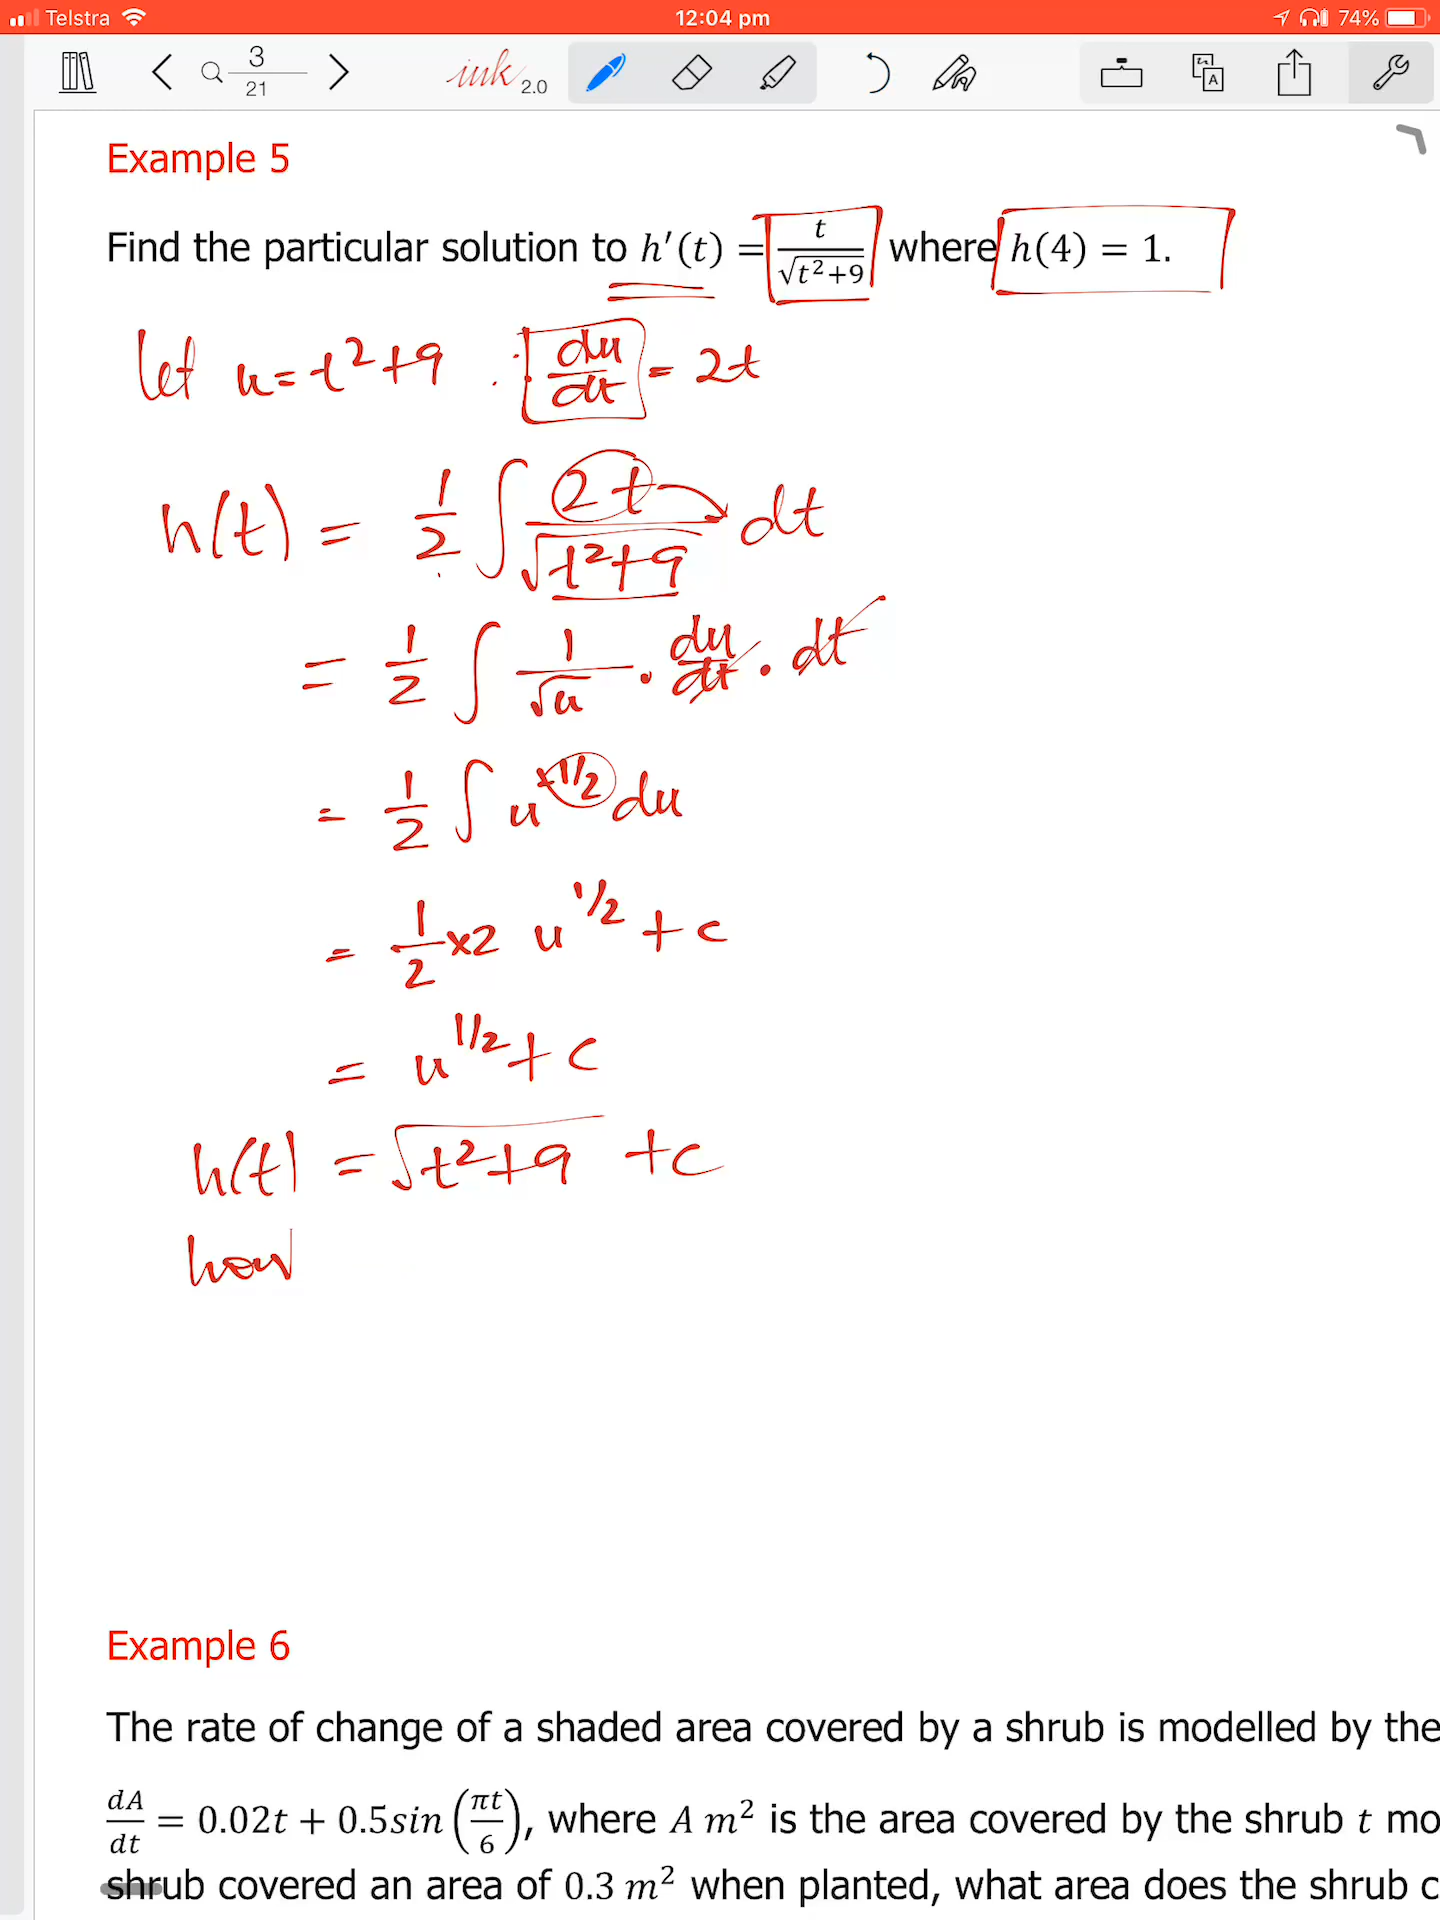 Telstra 12:04 pm 74%
3
21
ink 2.0
Example 5
Find the particular solution to h′(t) = t/√t²+9 where h(4) = 1.
let u=t²+9 ∴ du/dt = 2t
h(t) = 1/2 ∫ 2t/√t²+9 dt
= 1/2 ∫ 1/√u · du/dt · dt
= 1/2 ∫ u^-1/2 du
= 1/2 ×2 u^1/2 + c
= u^1/2 + c
h(t) = √t²+9 + c
how
Example 6
The rate of change of a shaded area covered by a shrub is modelled by the
dA/dt = 0.02t + 0.5sin(πt/6), where A m² is the area covered by the shrub t mo
shrub covered an area of 0.3 m² when planted, what area does the shrub c